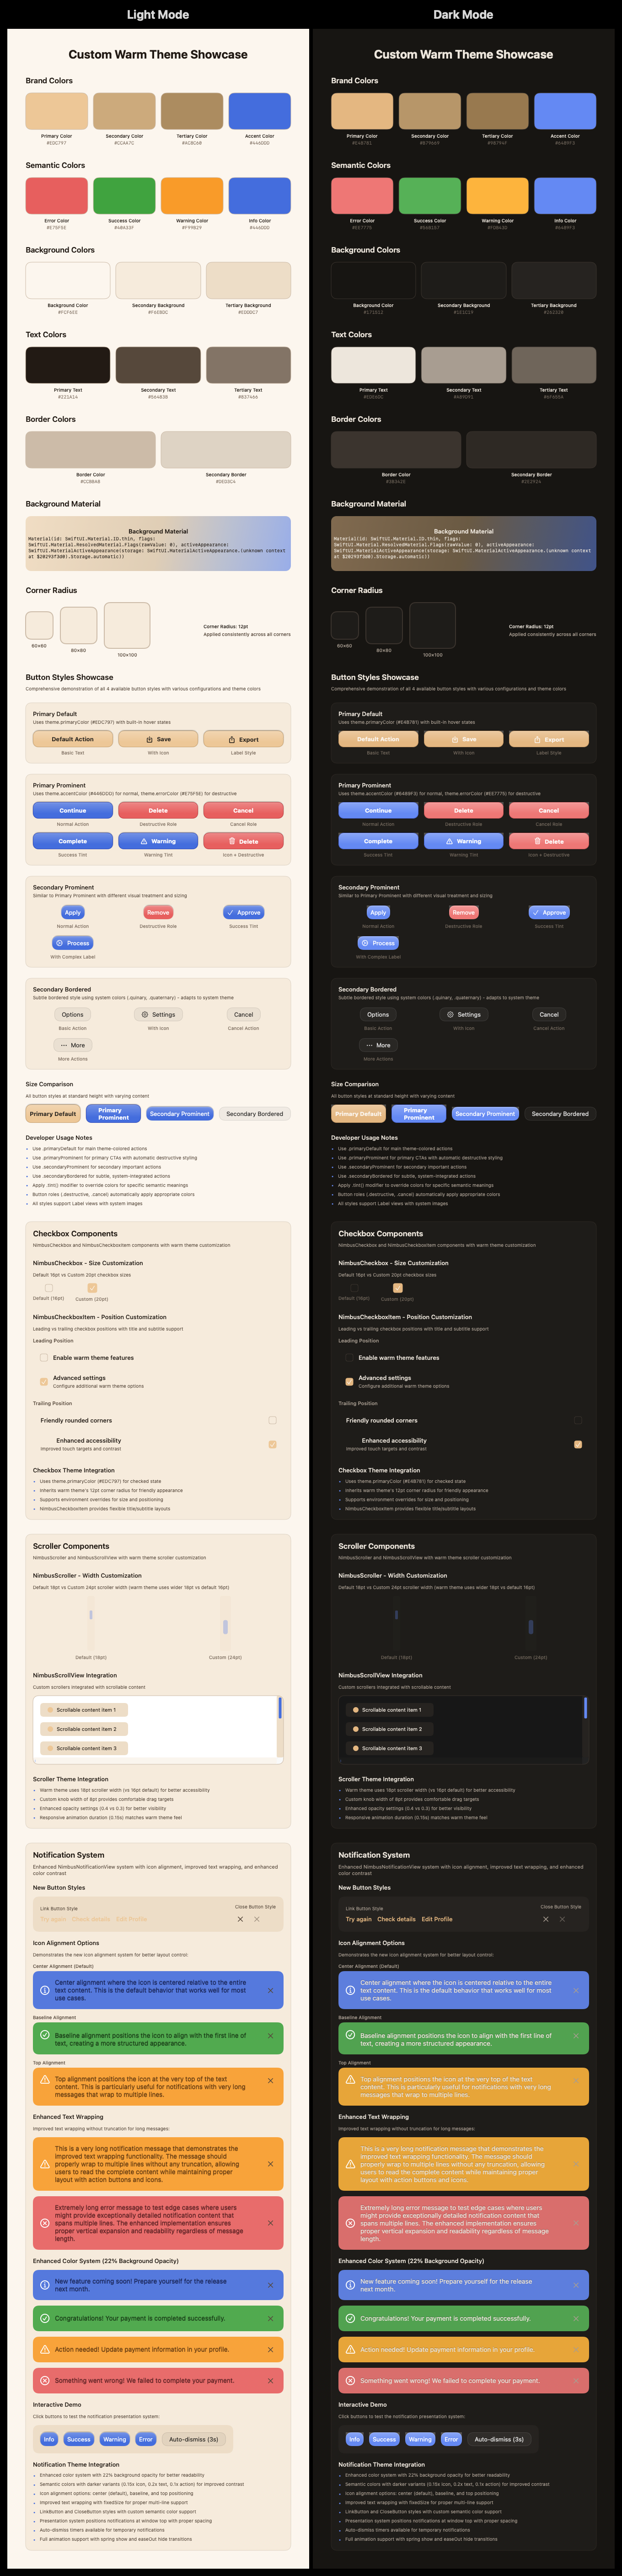 Light Mode
Custom Warm Theme Showcase
Brand Colors
Primary Color
Secondary Color
Tertiary Color
Accent Color
#EDC797
#CCAA7C
#AC8C60
#446DDD
Semantic Colors
Error Color
Success Color
Warning Color
Info Color
#E75F5E
#40A33F
#F99B29
#446DDD
Background Colors
Background Color
Secondary Background
Tertiary Background
#FCF6EE
#F6EBDC
#EDDDC7
Text Colors
Primary Text
Secondary Text
Tertiary Text
#221A14
#56483B
#857466
Border Colors
Border Color
Secondary Border
Background Material
Background Material
Material(id: SwiftUI.Material.ID.thin, flags:
SwiftUI.Material.ResolvedMaterial.Flags(rawValue: 0), activeAppearance:
SwiftUI.MaterialActiveAppearance(storage: SwiftUI.MaterialActiveAppearance.(unknown context
Corner Radius
60×60
80×80
100×100
Corner Radius: 12pt
Applied consistently across all corners
Button Styles Showcase
Comprehensive demonstration of all 4 available button styles with various configurations and theme colors
Primary Default
Uses theme.primaryColor (#EDC797) with built-in hover states
Default Action
Save
Export
Basic Text
With Icon
Label Style
Primary Prominent
Uses theme.accentColor (#446DDD) for normal, theme.errorColor (#E75F5E) for destructive
Continue
Delete
Cancel
Normal Action
Destructive Role
Cancel Role
Complete
Warning
Delete
Success Tint
Warning Tint
Icon + Destructive
Secondary Prominent
Similar to Primary Prominent with different visual treatment and sizing
Apply
Remove
Approve
Normal Action
Destructive Role
Success Tint
Process
With Complex Label
Secondary Bordered
Subtle bordered style using system colors (.quinary, .quaternary) - adapts to system theme
Options
Settings
Cancel
Basic Action
With Icon
Cancel Action
More
More Actions
Size Comparison
All button styles at standard height with varying content
Primary Default
Primary
Prominent
Secondary Prominent
Secondary Bordered
Developer Usage Notes
• Use .primaryDefault for main theme-colored actions
• Use .primaryProminent for primary CTAs with automatic destructive styling
• Use .secondaryProminent for secondary important actions
• Use .secondaryBordered for subtle, system-integrated actions
• Apply .tint() modifier to override colors for specific semantic meanings
• Button roles (.destructive, .cancel) automatically apply appropriate colors
• All styles support Label views with system images
Checkbox Components
NimbusCheckbox and NimbusCheckboxItem components with warm theme customization
NimbusCheckbox - Size Customization
Default 18pt vs Custom 20pt checkbox sizes
Default (18pt)
Custom (20pt)
NimbusCheckboxItem - Position Customization
Leading vs trailing checkbox positions with title and subtitle support
Leading Position
Enable warm theme features
Advanced settings
Configure additional warm theme options
Trailing Position
Friendly rounded corners
Enhanced accessibility
Improved touch targets and contrast
Checkbox Theme Integration
• Uses theme.primaryColor (#EDC797) for checked state
• Inherits warm theme's 12pt corner radius for friendly appearance
• Supports environment overrides for size and positioning
• NimbusCheckboxItem provides flexible title/subtitle layouts
Scroller Components
NimbusScroller and NimbusScrollView with warm theme scroller customization
NimbusScroller - Width Customization
Default 18pt vs Custom 24pt scroller width (warm theme uses wider 18pt vs default 16pt)
Default (18pt)
Custom (24pt)
NimbusScrollView Integration
Custom scrollers integrated with scrollable content
Scrollable content item 1
Scrollable content item 2
Scrollable content item 3
Scroller Theme Integration
• Warm theme uses 18pt scroller width (vs 16pt default) for better accessibility
• Custom knob width of 8pt provides comfortable drag targets
• Enhanced opacity settings (0.4 vs 0.3) for better visibility
• Responsive animation duration (0.15s) matches warm theme feel
Notification System
Enhanced NimbusNotificationView system with icon alignment, improved text wrapping, and enhanced
color contrast
New Button Styles
Link Button Style
Close Button Style
Try again
Check details
Edit Profile
Icon Alignment Options
Demonstrates the new icon alignment system for better layout control:
Center Alignment (Default)
Center alignment where the icon is centered relative to the entire
text content. This is the default behavior that works well for most
use cases.
Baseline Alignment
Baseline alignment positions the icon to align with the first line of
text, creating a more structured appearance.
Top Alignment
Top alignment positions the icon at the very top of the text
content. This is particularly useful for notifications with very long
messages that wrap to multiple lines.
Enhanced Text Wrapping
Improved text wrapping without truncation for long messages:
This is a very long notification message that demonstrates the
improved text wrapping functionality. The message should
properly wrap to multiple lines without any truncation, allowing
users to read the complete content while maintaining proper
layout with action buttons and icons.
Extremely long error message to test edge cases where users
might provide exceptionally detailed notification content that
spans multiple lines. The enhanced implementation ensures
proper vertical expansion and readability regardless of message
length.
Enhanced Color System (22% Background Opacity)
New feature coming soon! Prepare yourself for the release
next month.
Congratulations! Your payment is completed successfully.
Action needed! Update payment information in your profile.
Something went wrong! We failed to complete your payment.
Interactive Demo
Click buttons to test the notification presentation system:
Info
Success
Warning
Error
Auto-dismiss (3s)
Notification Theme Integration
• Enhanced color system with 22% background opacity for better readability
• Semantic colors with darker variants (0.15x icon, 0.2x text, 0.1x action) for improved contrast
• Icon alignment options: center (default), baseline, and top positioning
• Improved text wrapping with fixedSize for proper multi-line support
• LinkButton and CloseButton styles with custom semantic color support
• Presentation system positions notifications at window top with proper spacing
• Auto-dismiss timers available for temporary notifications
• Full animation support with spring show and easeOut hide transitions
Dark Mode
Custom Warm Theme Showcase
Brand Colors
Primary Color
Secondary Color
Tertiary Color
Accent Color
Semantic Colors
Error Color
Success Color
Warning Color
Info Color
Background Colors
Background Color
Secondary Background
Tertiary Background
Text Colors
Primary Text
Secondary Text
Tertiary Text
Border Colors
Border Color
Secondary Border
Background Material
Background Material
Material(id: SwiftUI.Material.ID.thin, flags:
SwiftUI.Material.ResolvedMaterial.Flags(rawValue: 0), activeAppearance:
SwiftUI.MaterialActiveAppearance(storage: SwiftUI.MaterialActiveAppearance.(unknown context
Corner Radius
60×60
80×80
100×100
Corner Radius: 12pt
Applied consistently across all corners
Button Styles Showcase
Comprehensive demonstration of all 4 available button styles with various configurations and theme colors
Primary Default
Uses theme.primaryColor (#E4B781) with built-in hover states
Default Action
Save
Export
Basic Text
With Icon
Label Style
Primary Prominent
Uses theme.accentColor (#6489F3) for normal, theme.errorColor (#EE7775) for destructive
Continue
Delete
Cancel
Normal Action
Destructive Role
Cancel Role
Complete
Warning
Delete
Success Tint
Warning Tint
Icon + Destructive
Secondary Prominent
Similar to Primary Prominent with different visual treatment and sizing
Apply
Remove
Approve
Normal Action
Destructive Role
Success Tint
Process
With Complex Label
Secondary Bordered
Subtle bordered style using system colors (.quinary, .quaternary) - adapts to system theme
Options
Settings
Cancel
Basic Action
With Icon
Cancel Action
More
More Actions
Size Comparison
All button styles at standard height with varying content
Primary Default
Primary
Prominent
Secondary Prominent
Secondary Bordered
Developer Usage Notes
• Use .primaryDefault for main theme-colored actions
• Use .primaryProminent for primary CTAs with automatic destructive styling
• Use .secondaryProminent for secondary important actions
• Use .secondaryBordered for subtle, system-integrated actions
• Apply .tint() modifier to override colors for specific semantic meanings
• Button roles (.destructive, .cancel) automatically apply appropriate colors
• All styles support Label views with system images
Checkbox Components
NimbusCheckbox and NimbusCheckboxItem components with warm theme customization
NimbusCheckbox - Size Customization
Default 18pt vs Custom 20pt checkbox sizes
Default (18pt)
Custom (20pt)
NimbusCheckboxItem - Position Customization
Leading vs trailing checkbox positions with title and subtitle support
Leading Position
Enable warm theme features
Advanced settings
Configure additional warm theme options
Trailing Position
Friendly rounded corners
Enhanced accessibility
Improved touch targets and contrast
Checkbox Theme Integration
• Uses theme.primaryColor (#E4B781) for checked state
• Inherits warm theme's 12pt corner radius for friendly appearance
• Supports environment overrides for size and positioning
• NimbusCheckboxItem provides flexible title/subtitle layouts
Scroller Components
NimbusScroller and NimbusScrollView with warm theme scroller customization
NimbusScroller - Width Customization
Default 18pt vs Custom 24pt scroller width (warm theme uses wider 18pt vs default 16pt)
Default (18pt)
Custom (24pt)
NimbusScrollView Integration
Custom scrollers integrated with scrollable content
Scrollable content item 1
Scrollable content item 2
Scrollable content item 3
Scroller Theme Integration
• Warm theme uses 18pt scroller width (vs 16pt default) for better accessibility
• Custom knob width of 8pt provides comfortable drag targets
• Enhanced opacity settings (0.4 vs 0.3) for better visibility
• Responsive animation duration (0.15s) matches warm theme feel
Notification System
Enhanced NimbusNotificationView system with icon alignment, improved text wrapping, and enhanced
color contrast
New Button Styles
Link Button Style
Close Button Style
Try again
Check details
Edit Profile
Icon Alignment Options
Demonstrates the new icon alignment system for better layout control:
Center Alignment (Default)
Center alignment where the icon is centered relative to the entire
text content. This is the default behavior that works well for most
use cases.
Baseline Alignment
Baseline alignment positions the icon to align with the first line of
text, creating a more structured appearance.
Top Alignment
Top alignment positions the icon at the very top of the text
content. This is particularly useful for notifications with very long
messages that wrap to multiple lines.
Enhanced Text Wrapping
Improved text wrapping without truncation for long messages:
This is a very long notification message that demonstrates the
improved text wrapping functionality. The message should
properly wrap to multiple lines without any truncation, allowing
users to read the complete content while maintaining proper
layout with action buttons and icons.
Extremely long error message to test edge cases where users
might provide exceptionally detailed notification content that
spans multiple lines. The enhanced implementation ensures
proper vertical expansion and readability regardless of message
length.
Enhanced Color System (22% Background Opacity)
New feature coming soon! Prepare yourself for the release
next month.
Congratulations! Your payment is completed successfully.
Action needed! Update payment information in your profile.
Something went wrong! We failed to complete your payment.
Interactive Demo
Click buttons to test the notification presentation system:
Info
Success
Warning
Error
Auto-dismiss (3s)
Notification Theme Integration
• Enhanced color system with 22% background opacity for better readability
• Semantic colors with darker variants (0.15x icon, 0.2x text, 0.1x action) for improved contrast
• Icon alignment options: center (default), baseline, and top positioning
• Improved text wrapping with fixedSize for proper multi-line support
• LinkButton and CloseButton styles with custom semantic color support
• Presentation system positions notifications at window top with proper spacing
• Auto-dismiss timers available for temporary notifications
• Full animation support with spring show and easeOut hide transitions